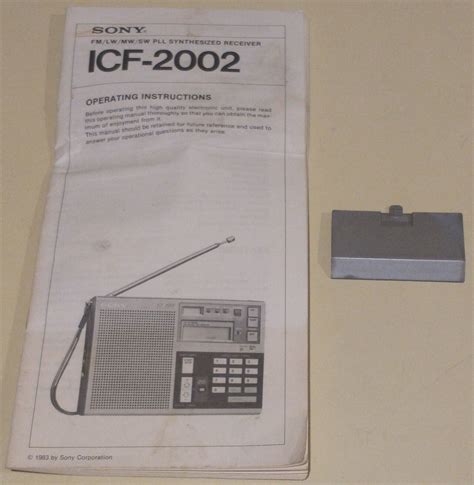 SONY
FM/LW/MW/SW PLL SYNTHESIZED RECEIVER
ICF-2002
OPERATING INSTRUCTIONS
Before operating this high quality electronic unit, please read
this operating manual thoroughly so that you can obtain the max-
imum of enjoyment from it.
This manual should be retained for future reference and used to
answer your operational questions as they arise.
SONY
© 1983 by Sony Corporation